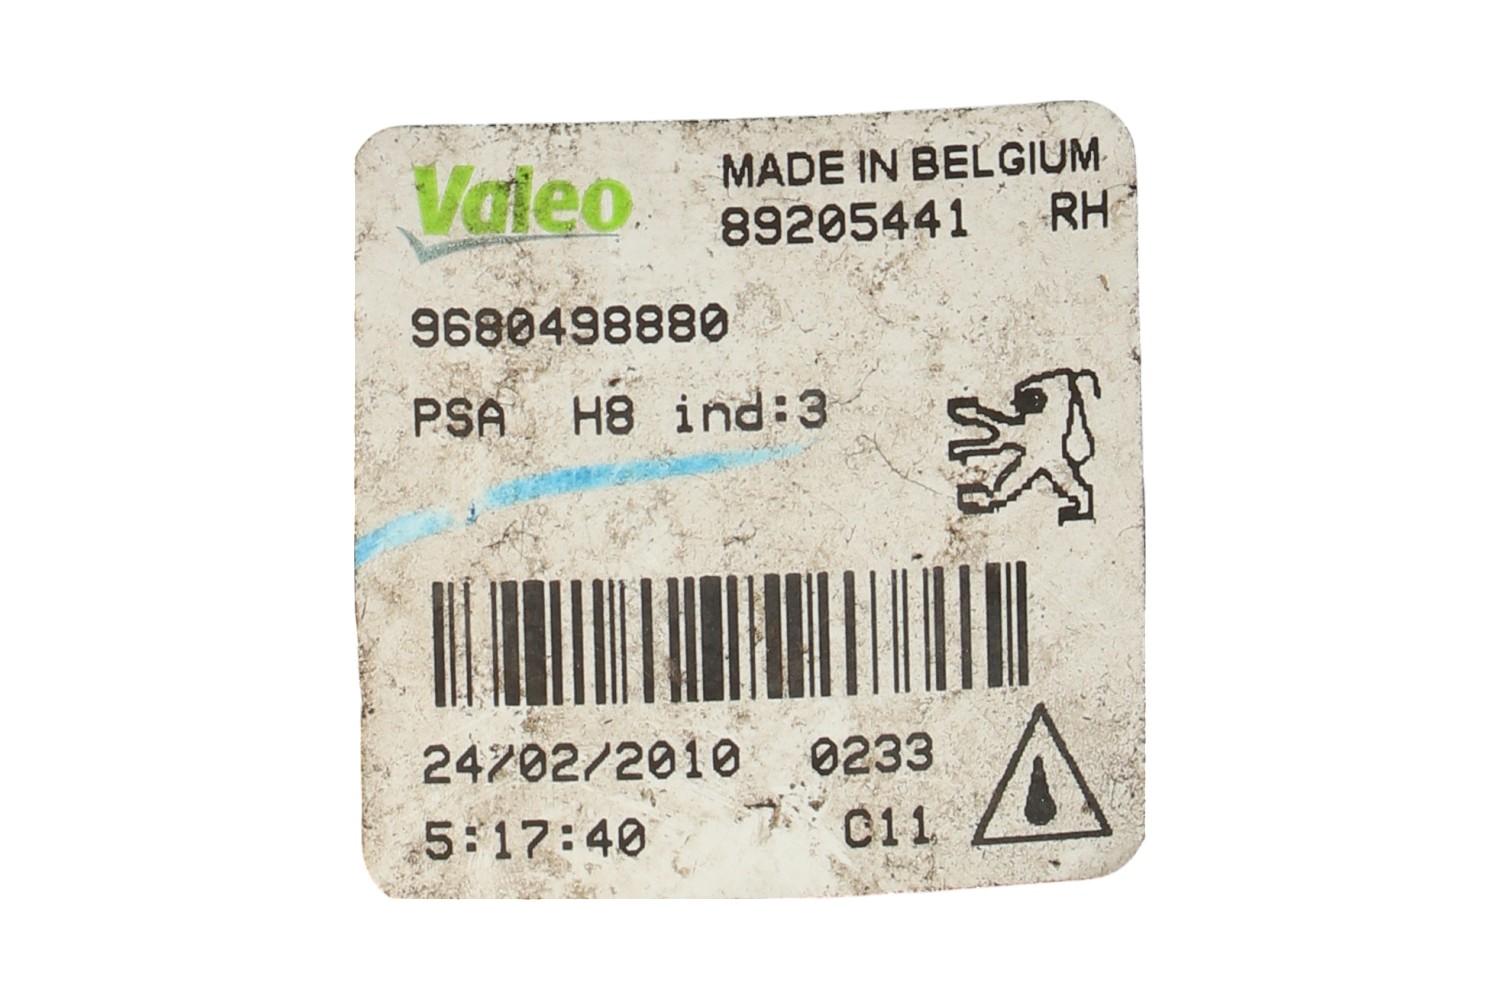 Valeo
MADE IN BELGIUM
89205441 RH
9680498880
PSA H8 ind:3
24/02/2010 0233
5:17:40 C11